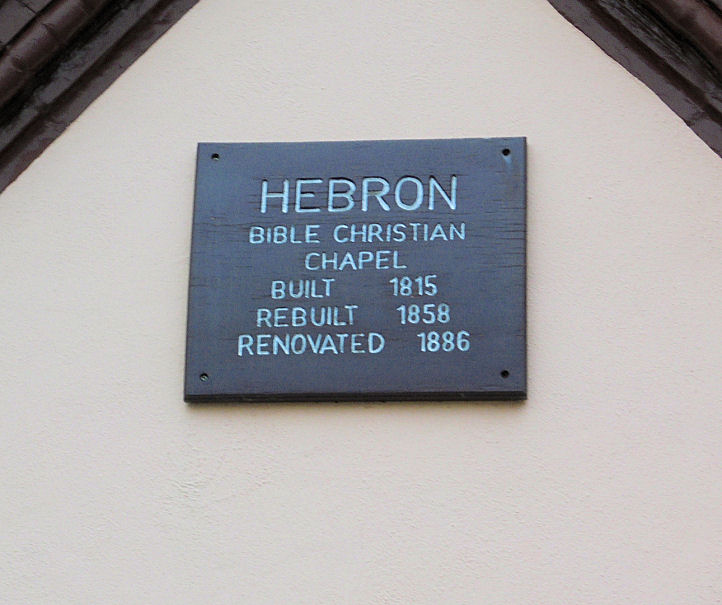 HEBRON
BIBLE CHRISTIAN
CHAPEL
BUILT 1815
REBUILT 1858
RENOVATED 1886